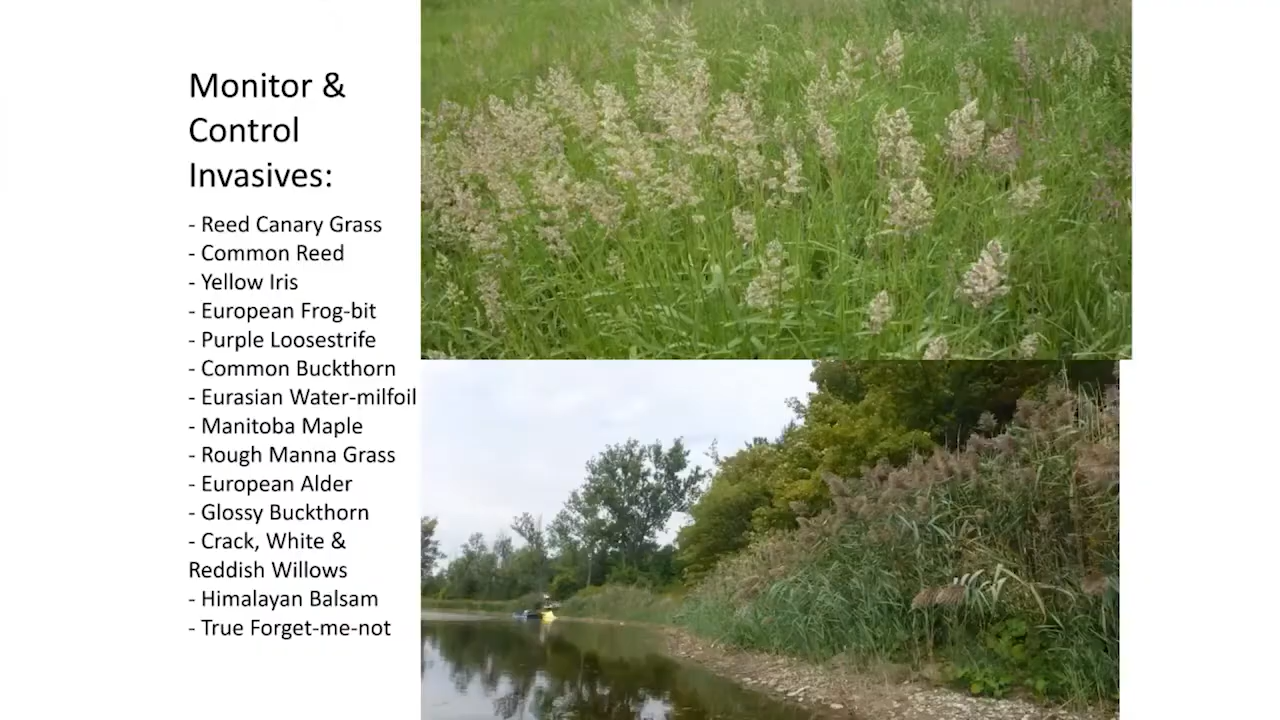 Monitor &
Control
Invasives:
- Reed Canary Grass
- Common Reed
- Yellow Iris
- European Frog-bit
- Purple Loosestrife
- Common Buckthorn
- Eurasian Water-milfoil
- Manitoba Maple
- Rough Manna Grass
- European Alder
- Glossy Buckthorn
- Crack, White &
Reddish Willows
- Himalayan Balsam
- True Forget-me-not